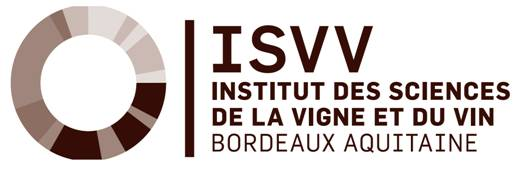 ISVV
INSTITUT DES SCIENCES
DE LA VIGNE ET DU VIN
BORDEAUX AQUITAINE